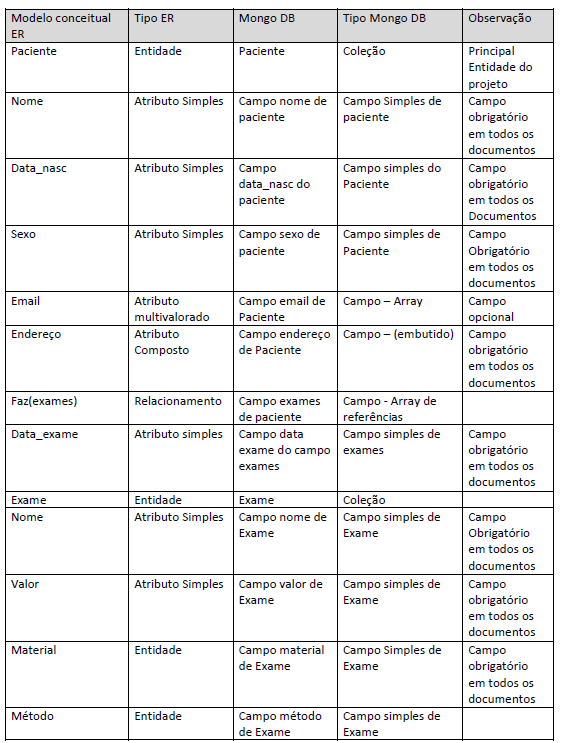 Modelo conceitual ER | Tipo ER | Mongo DB | Tipo Mongo DB | Observação
Paciente | Entidade | Paciente | Coleção | Principal Entidade do projeto
Nome | Atributo Simples | Campo nome de paciente | Campo Simples de paciente | Campo obrigatório em todos os documentos
Data_nasc | Atributo Simples | Campo data_nasc do paciente | Campo simples do Paciente | Campo obrigatório em todos os Documentos
Sexo | Atributo Simples | Campo sexo de paciente | Campo simples de Paciente | Campo Obrigatório em todos os documentos
Email | Atributo multivalorado | Campo email de Paciente | Campo – Array | Campo opcional
Endereço | Atributo Composto | Campo endereço de Paciente | Campo – (embutido) | Campo obrigatório em todos os documentos
Faz(exames) | Relacionamento | Campo exames de paciente | Campo - Array de referências
Data_exame | Atributo simples | Campo data exame do campo exames | Campo simples de exames | Campo obrigatório em todos os documentos
Exame | Entidade | Exame | Coleção
Nome | Atributo Simples | Campo nome de Exame | Campo simples de Exame | Campo Obrigatório em todos os documentos
Valor | Atributo Simples | Campo valor de Exame | Campo simples de Exame | Campo obrigatório em todos os documentos
Material | Entidade | Campo material de Exame | Campo Simples de Exame | Campo obrigatório em todos os documentos
Método | Entidade | Campo método de Exame | Campo simples de Exame